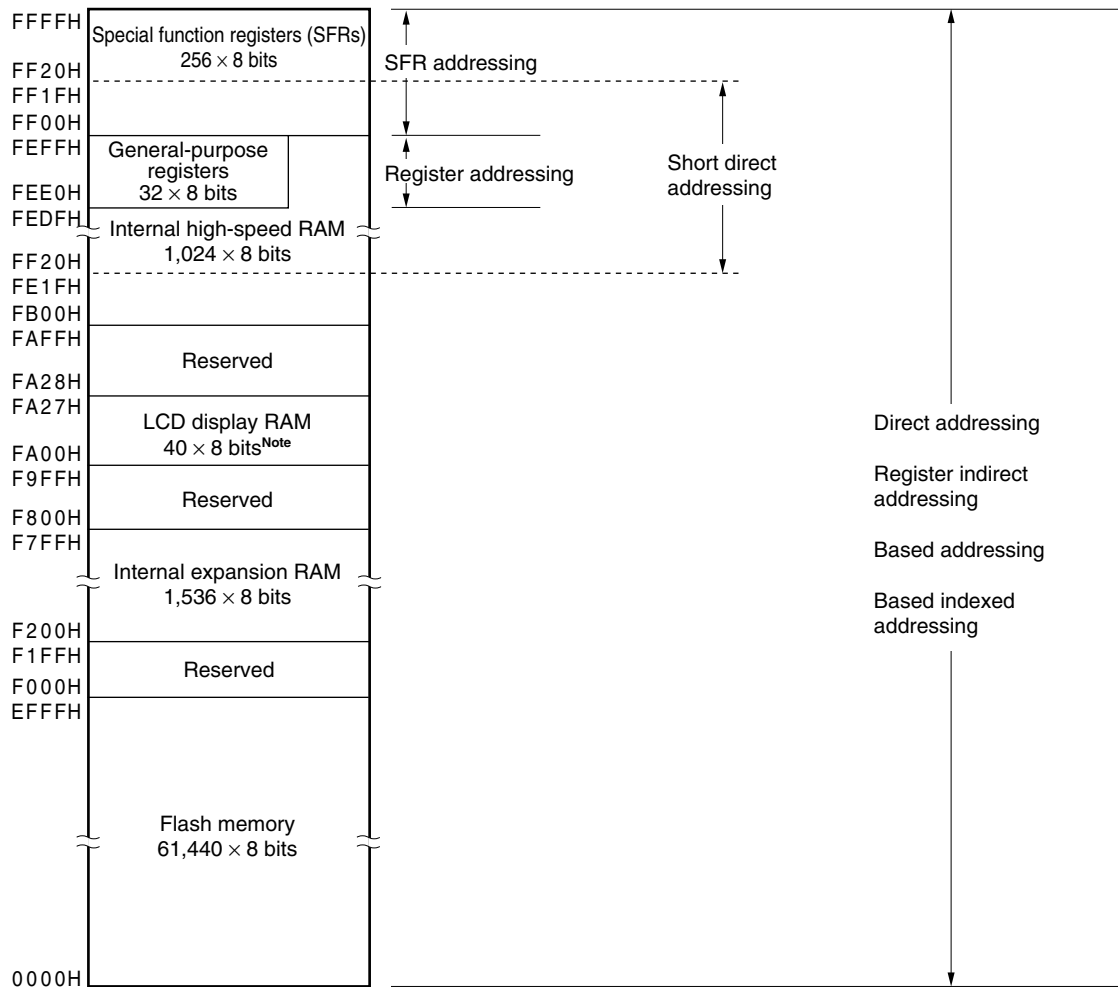 FFFFH
Special function registers (SFRs)
256 × 8 bits
SFR addressing
FF20H
FF1FH
FF00H
FEFFH
General-purpose
registers
32 × 8 bits
Register addressing
Short direct
addressing
FEE0H
FEDFH
Internal high-speed RAM
1,024 × 8 bits
FF20H
FE1FH
FB00H
FAFFH
Reserved
FA28H
FA27H
LCD display RAM
40 × 8 bitsNote
FA00H
F9FFH
Reserved
F800H
F7FFH
Internal expansion RAM
1,536 × 8 bits
F200H
F1FFH
Reserved
F000H
EFFFH
Flash memory
61,440 × 8 bits
0000H
Direct addressing
Register indirect
addressing
Based addressing
Based indexed
addressing